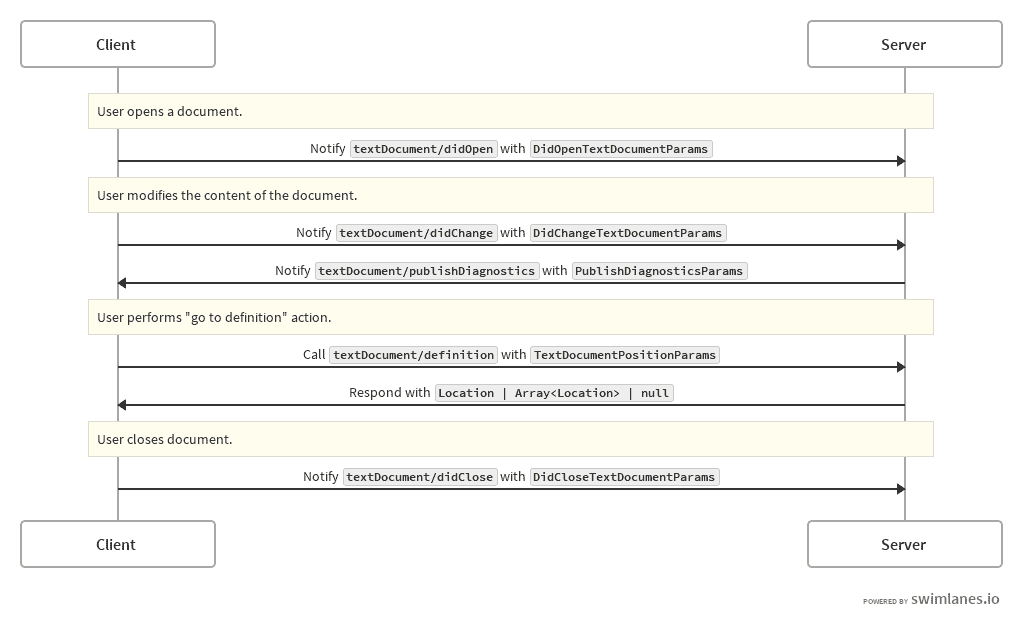 Client
Server
User opens a document.
Notify textDocument/didOpen with DidOpenTextDocumentParams
User modifies the content of the document.
Notify textDocument/didChange with DidChangeTextDocumentParams
Notify textDocument/publishDiagnostics with PublishDiagnosticsParams
User performs "go to definition" action.
Call textDocument/definition with TextDocumentPositionParams
Respond with Location | Array<Location> | null
User closes document.
Notify textDocument/didClose with DidCloseTextDocumentParams
Client
Server
POWERED BY swimlanes.io